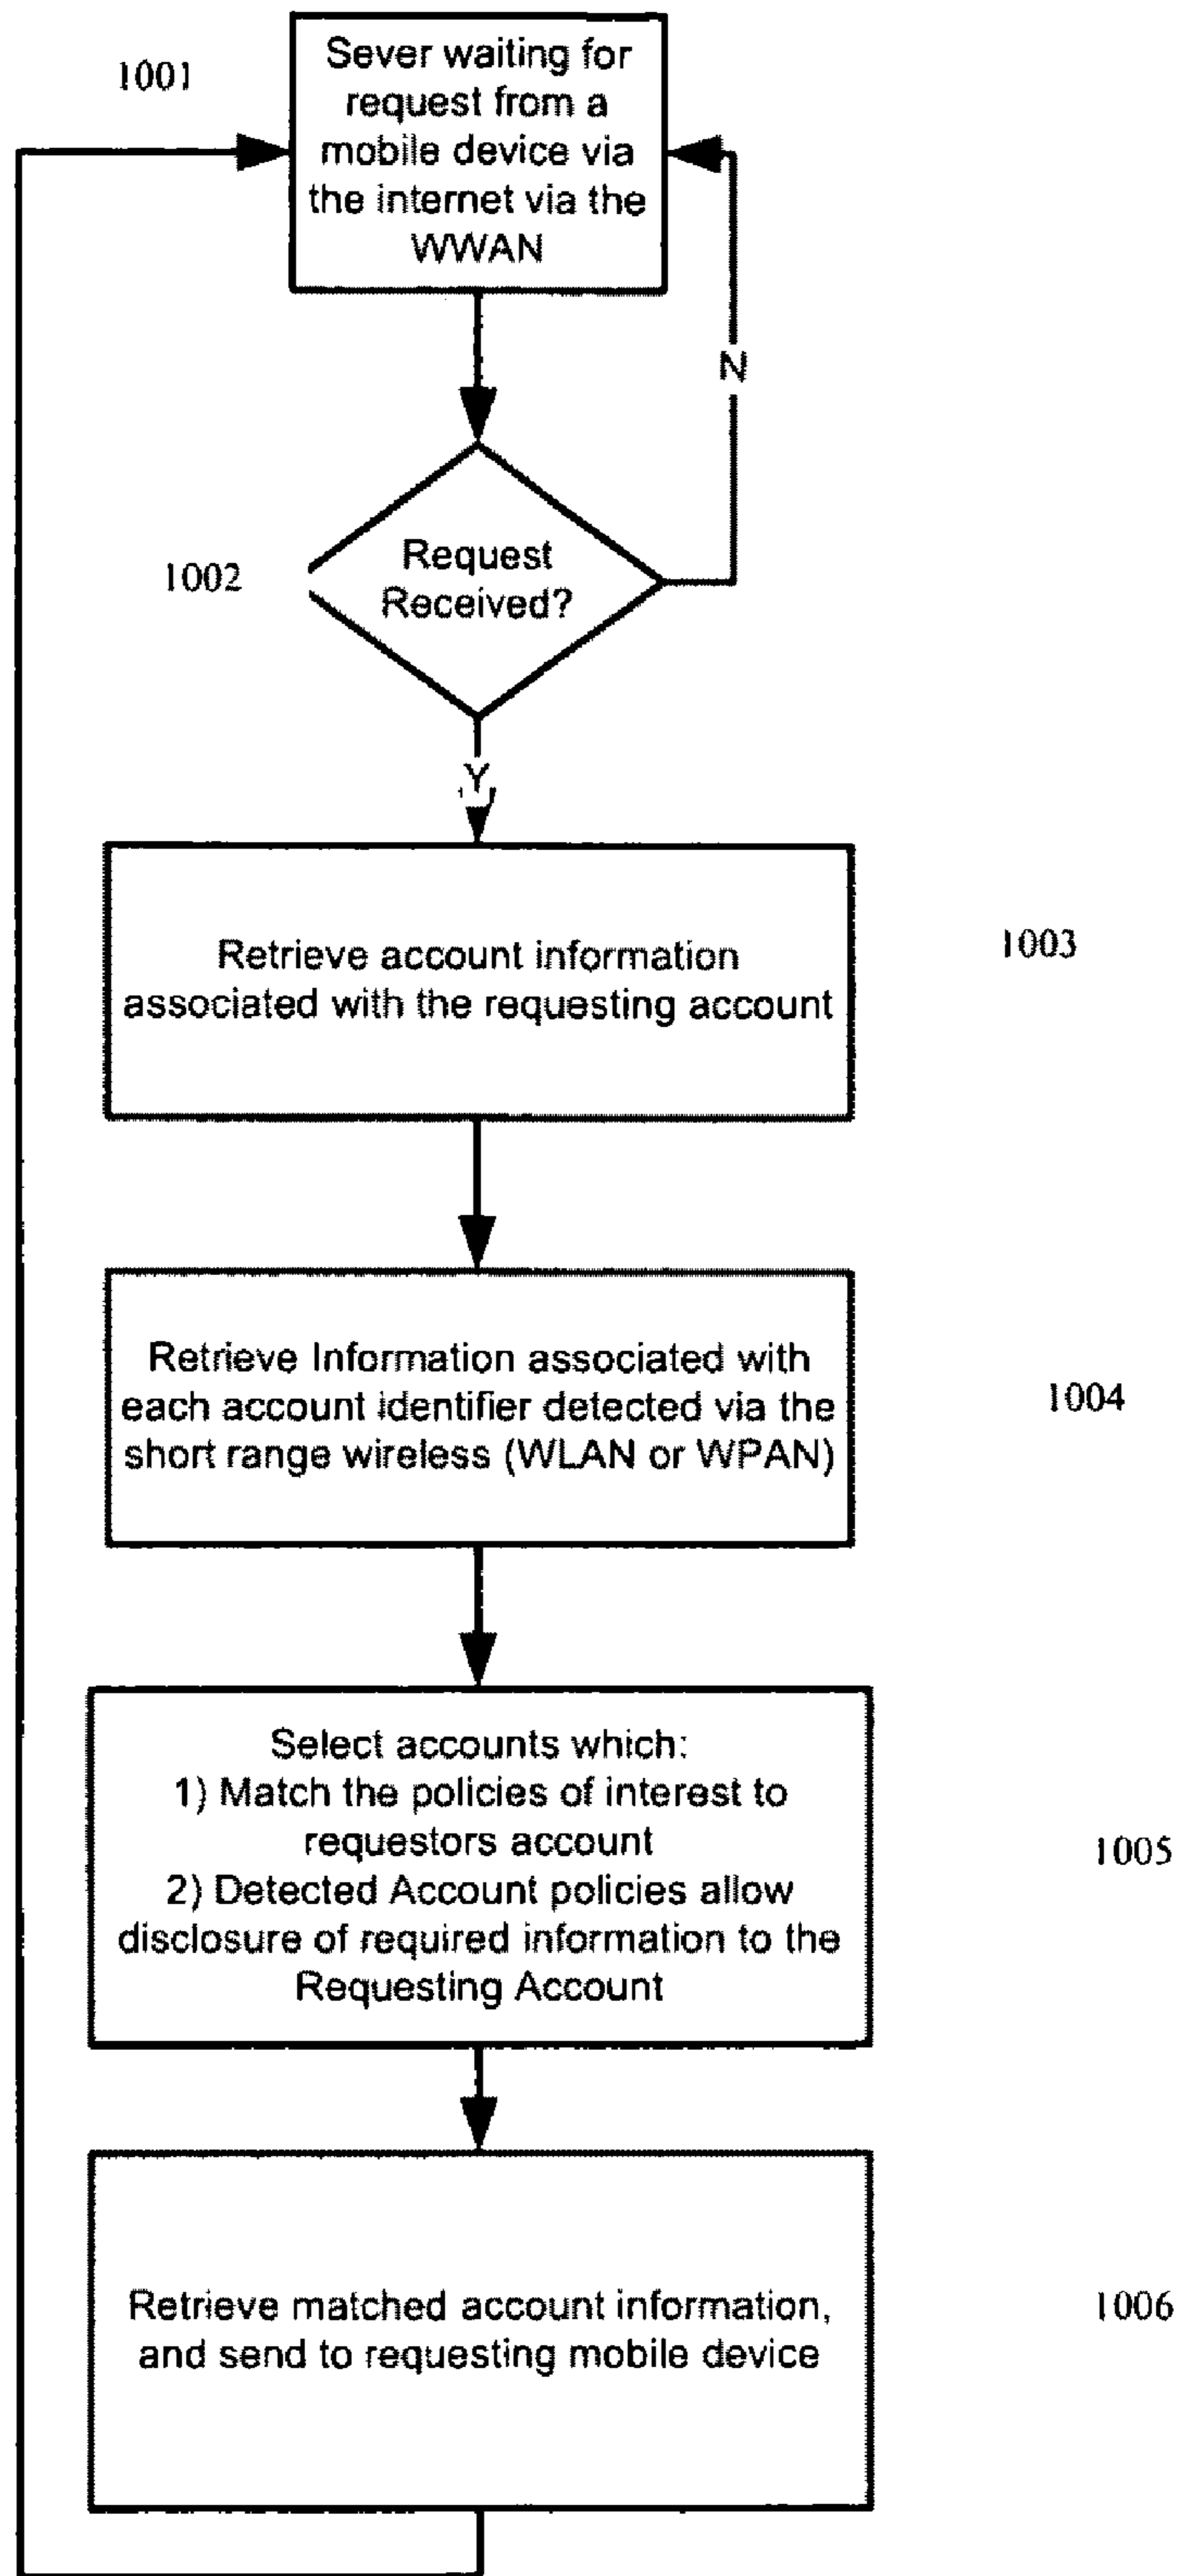 1001
Sever waiting for
request from a
mobile device via
the internet via the
WWAN
N
1002
Request
Received?
Y
1003
Retrieve account information
associated with the requesting account
1004
Retrieve Information associated with
each account identifier detected via the
short range wireless (WLAN or WPAN)
1005
Select accounts which:
1) Match the policies of interest to
requestors account
2) Detected Account policies allow
disclosure of required information to the
Requesting Account
1006
Retrieve matched account information,
and send to requesting mobile device